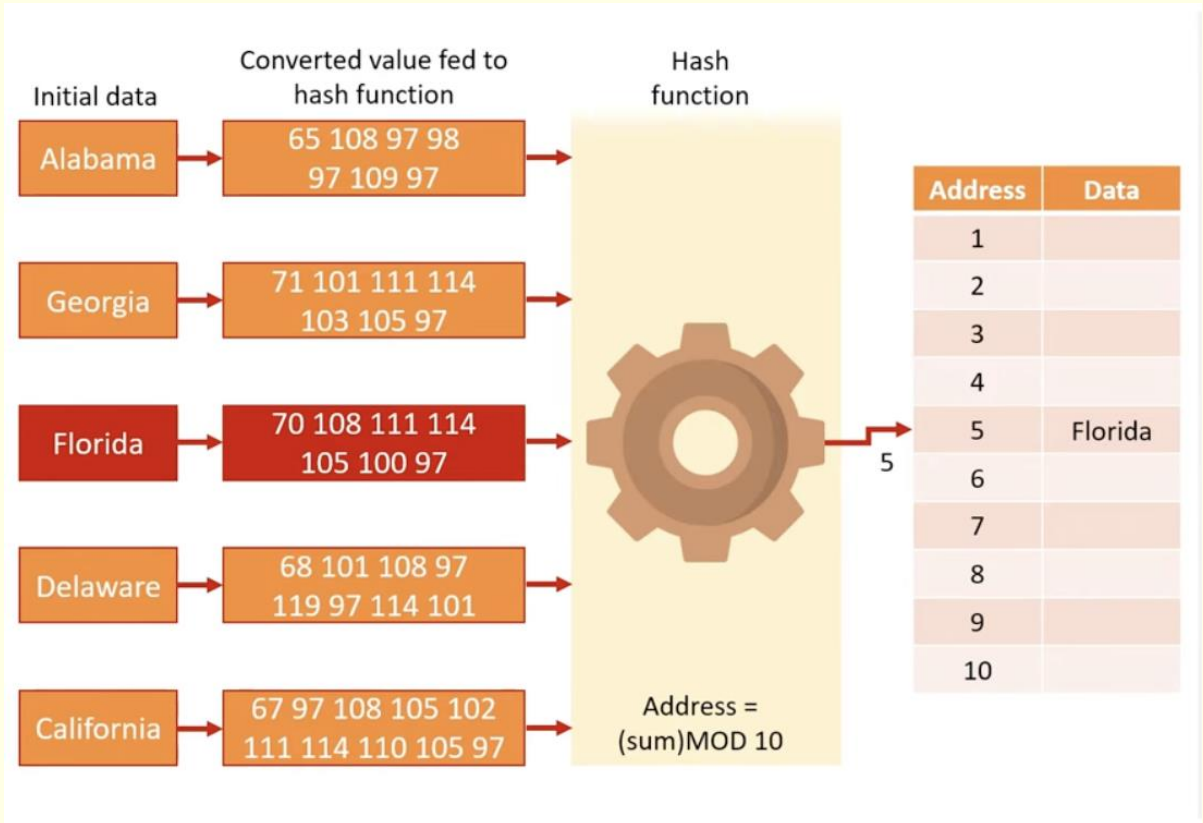 Initial data
Converted value fed to
hash function
Hash
function
Alabama
65 108 97 98
97 109 97
Georgia
71 101 111 114
103 105 97
Florida
70 108 111 114
105 100 97
Delaware
68 101 108 97
119 97 114 101
California
67 97 108 105 102
111 114 110 105 97
Address =
(sum)MOD 10
5
Address Data
1
2
3
4
5 Florida
6
7
8
9
10